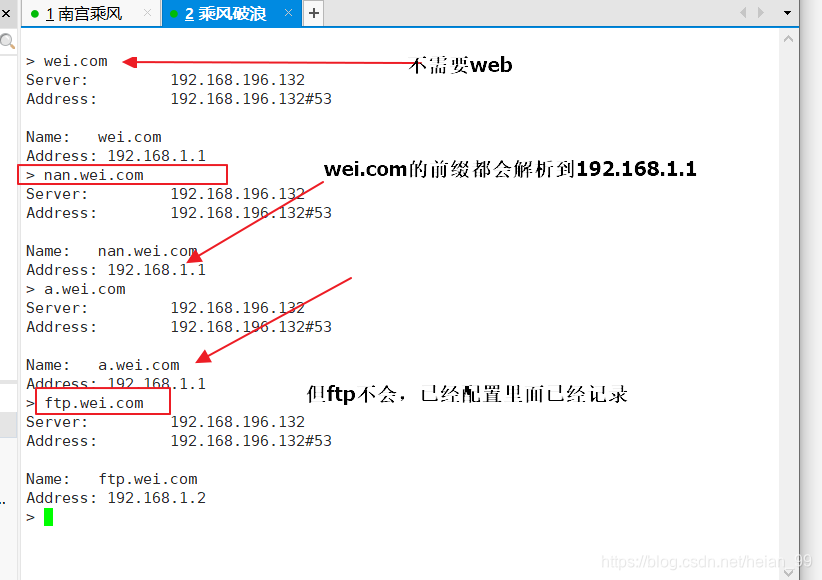 1 南宫乘风
2 乘风破浪
> wei.com
不需要web
Server: 192.168.196.132
Address: 192.168.196.132#53
Name: wei.com
Address: 192.168.1.1
wei.com的前缀都会解析到192.168.1.1
> nan.wei.com
Server: 192.168.196.132
Address: 192.168.196.132#53
Name: nan.wei.com
Address: 192.168.1.1
> a.wei.com
Server: 192.168.196.132
Address: 192.168.196.132#53
Name: a.wei.com
Address: 192.168.1.1
但ftp不会，已经配置里面已经记录
> ftp.wei.com
Server: 192.168.196.132
Address: 192.168.196.132#53
Name: ftp.wei.com
Address: 192.168.1.2
>
https://blog.csdn.net/heian_99